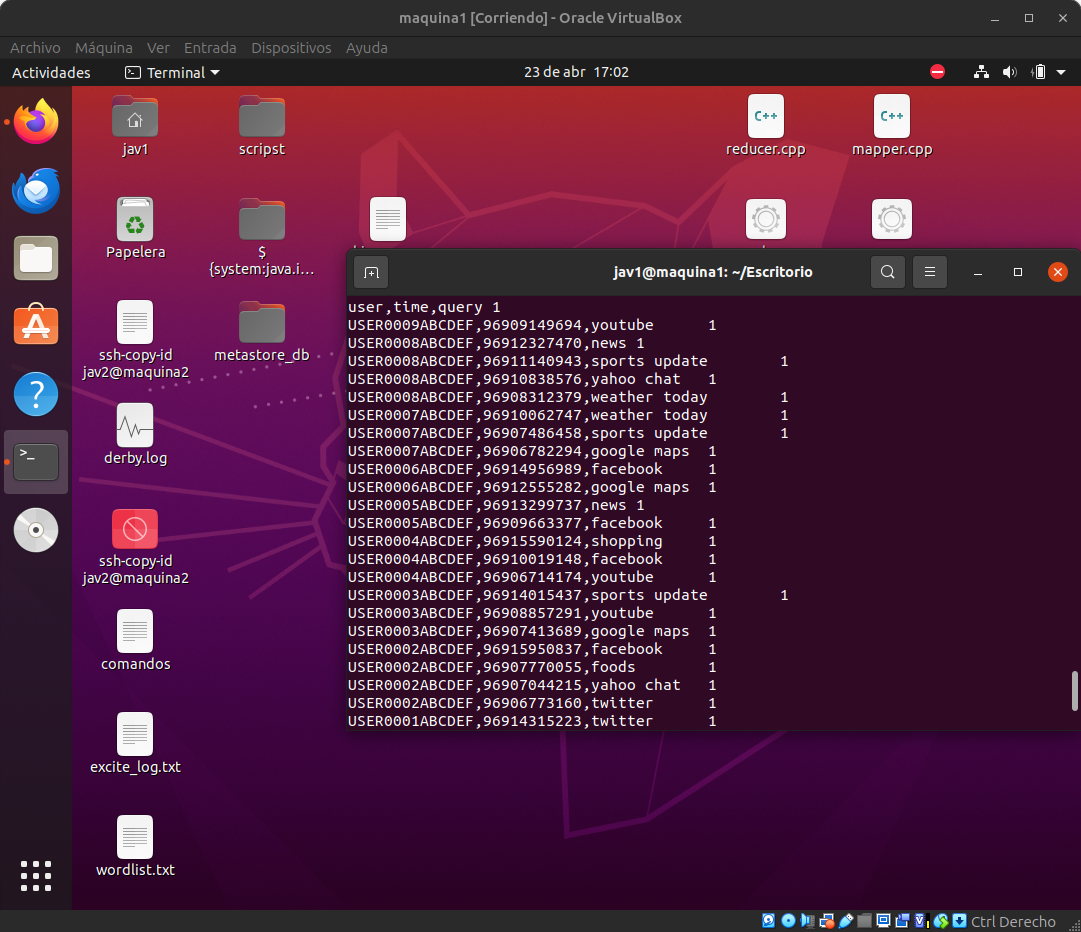 maquina1 [Corriendo] - Oracle VirtualBox
Archivo Máquina Ver Entrada Dispositivos Ayuda
Actividades Terminal 23 de abr 17:02
jav1
scripst
reducer.cpp
mapper.cpp
Papelera
$
{system:java.i...
ssh-copy-id
jav2@maquina2
metastore_db
derby.log
ssh-copy-id
jav2@maquina2
comandos
excite_log.txt
wordlist.txt
jav1@maquina1: ~/Escritorio
user,time,query 1
USER0009ABCDEF,96909149694,youtube 1
USER0008ABCDEF,96912327470,news 1
USER0008ABCDEF,96911140943,sports update 1
USER0008ABCDEF,96910838576,yahoo chat 1
USER0008ABCDEF,96908312379,weather today 1
USER0007ABCDEF,96910062747,weather today 1
USER0007ABCDEF,96907486458,sports update 1
USER0007ABCDEF,96906782294,google maps 1
USER0006ABCDEF,96914956989,facebook 1
USER0006ABCDEF,96912555282,google maps 1
USER0005ABCDEF,96913299737,news 1
USER0005ABCDEF,96909663377,facebook 1
USER0004ABCDEF,96915590124,shopping 1
USER0004ABCDEF,96910019148,facebook 1
USER0004ABCDEF,96906714174,youtube 1
USER0003ABCDEF,96914015437,sports update 1
USER0003ABCDEF,96908857291,youtube 1
USER0003ABCDEF,96907413689,google maps 1
USER0002ABCDEF,96915950837,facebook 1
USER0002ABCDEF,96907770055,foods 1
USER0002ABCDEF,96907044215,yahoo chat 1
USER0002ABCDEF,96906773160,twitter 1
USER0001ABCDEF,96914315223,twitter 1
Ctrl Derecho